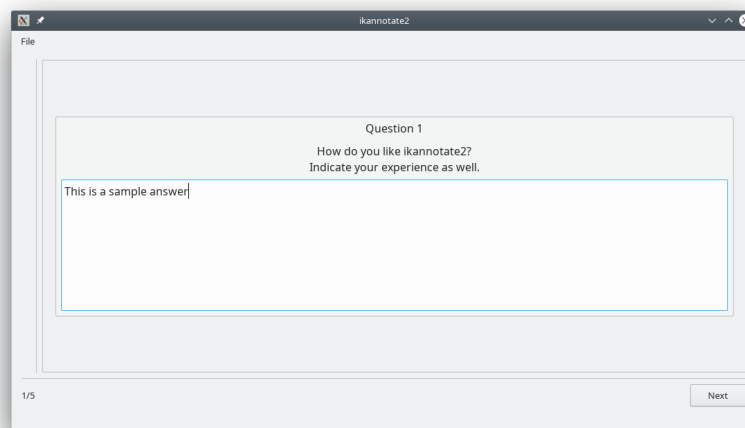 ikannotate2
File
Question 1
How do you like ikannotate2?
Indicate your experience as well.
This is a sample answer
1/5
Next